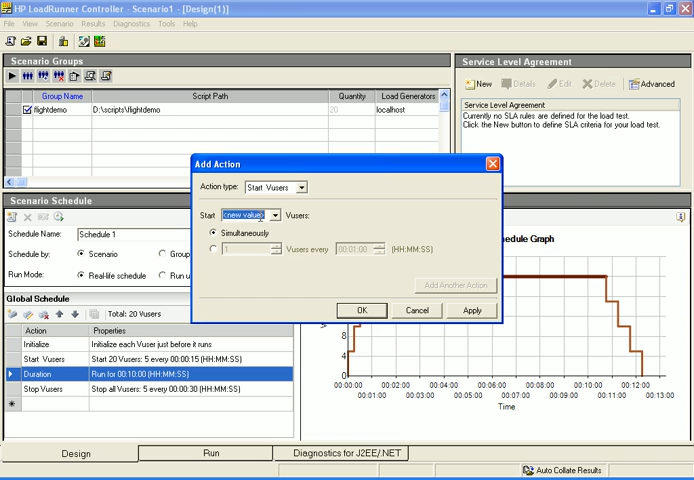 HP LoadRunner Controller - Scenario1 - [Design(1)]
File View Scenario Results Diagnostics Tools Help
Scenario Groups
Group Name Script Path Quantity Load Generators
flightdemo D:\scripts\flightdemo 20 localhost
Service Level Agreement
New Details Edit Delete Advanced
Service Level Agreement
Currently no SLA rules are defined for the load test.
Click the New button to define SLA criteria for your load test.
Add Action
Action type: Start Vusers
Start <new value> Vusers:
Simultaneously
1 Vusers every 00:01:00 (HH:MM:SS)
Add Another Action
OK Cancel Apply
Scenario Schedule
Schedule Name: Schedule 1
Schedule by: Scenario Group
Run Mode: Real-life schedule Run
Global Schedule
Total: 20 Vusers
Action Properties
Initialize Initialize each Vuser just before it runs
Start Vusers Start 20 Vusers: 5 every 00:00:15 (HH:MM:SS)
Duration Run for 00:10:00 (HH:MM:SS)
Stop Vusers Stop all Vusers: 5 every 00:00:30 (HH:MM:SS)
Graph
8
4
0
00:00:00 00:02:00 00:04:00 00:06:00 00:08:00 00:10:00 00:12:00
00:01:00 00:03:00 00:05:00 00:07:00 00:09:00 00:11:00 00:13:00
Time
Design Run Diagnostics for J2EE/.NET
Auto Collate Results